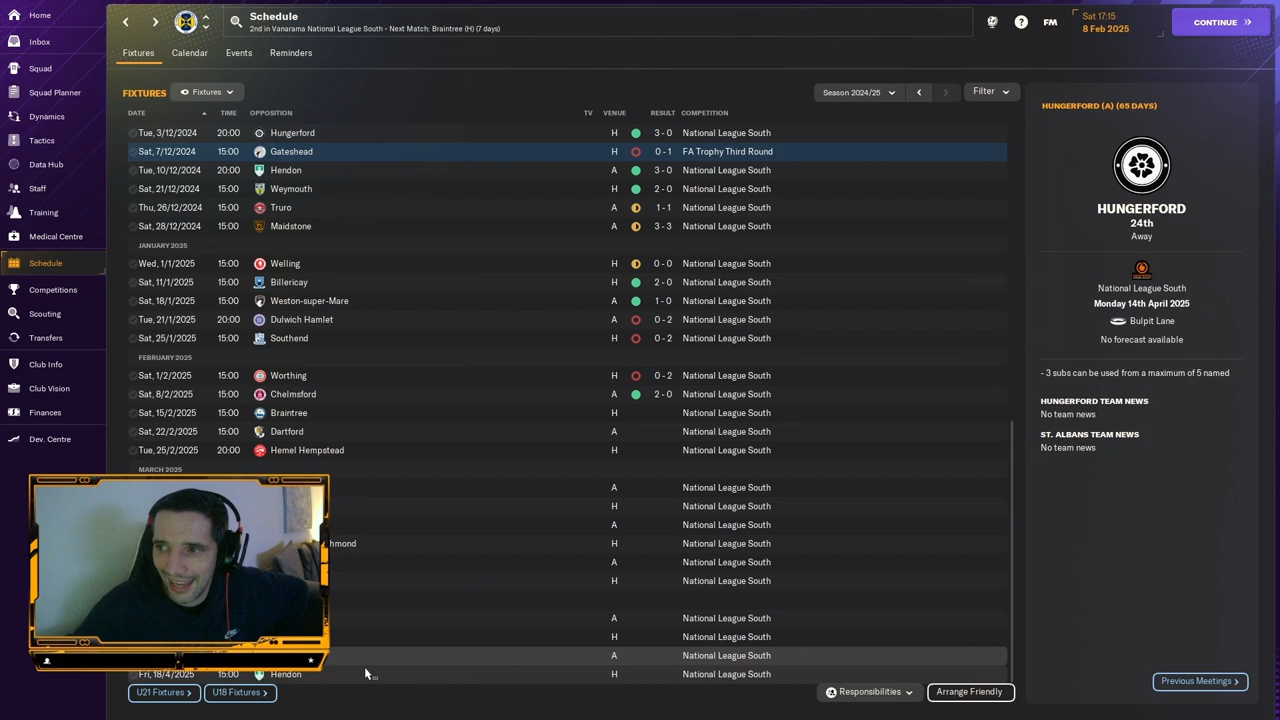 Home
Inbox
Squad
Squad Planner
Dynamics
Tactics
Data Hub
Staff
Training
Medical Centre
Schedule
Competitions
Scouting
Transfers
Club Info
Club Vision
Finances
Dev. Centre
Schedule
2nd in Vanarama National League South - Next Match: Braintree (H) (7 days)
FM
Sat 17:15
8 Feb 2025
CONTINUE
Fixtures Calendar Events Reminders
FIXTURES Fixtures Season 2024/25 Filter
DATE TIME OPPOSITION TV VENUE RESULT COMPETITION
Tue, 3/12/2024 20:00 Hungerford H 3 - 0 National League South
Sat, 7/12/2024 15:00 Gateshead H 0 - 1 FA Trophy Third Round
Tue, 10/12/2024 20:00 Hendon A 3 - 0 National League South
Sat, 21/12/2024 15:00 Weymouth H 2 - 0 National League South
Thu, 26/12/2024 15:00 Truro A 1 - 1 National League South
Sat, 28/12/2024 15:00 Maidstone A 3 - 3 National League South
JANUARY 2025
Wed, 1/1/2025 15:00 Welling H 0 - 0 National League South
Sat, 11/1/2025 15:00 Billericay H 2 - 0 National League South
Sat, 18/1/2025 15:00 Weston-super-Mare A 1 - 0 National League South
Tue, 21/1/2025 20:00 Dulwich Hamlet A 0 - 2 National League South
Sat, 25/1/2025 15:00 Southend H 0 - 2 National League South
FEBRUARY 2025
Sat, 1/2/2025 15:00 Worthing H 0 - 2 National League South
Sat, 8/2/2025 15:00 Chelmsford A 2 - 0 National League South
Sat, 15/2/2025 15:00 Braintree H National League South
Sat, 22/2/2025 15:00 Dartford A National League South
Tue, 25/2/2025 20:00 Hemel Hempstead H National League South
MARCH 2025
A National League South
H National League South
A National League South
hmond H National League South
A National League South
H National League South
A National League South
H National League South
A National League South
Fri, 18/4/2025 15:00 Hendon H National League South
U21 Fixtures U18 Fixtures Responsibilities Arrange Friendly
HUNGERFORD (A) (65 DAYS)
HUNGERFORD
24th
Away
National League South
Monday 14th April 2025
Bulpit Lane
No forecast available
- 3 subs can be used from a maximum of 5 named
HUNGERFORD TEAM NEWS
No team news
ST. ALBANS TEAM NEWS
No team news
Previous Meetings